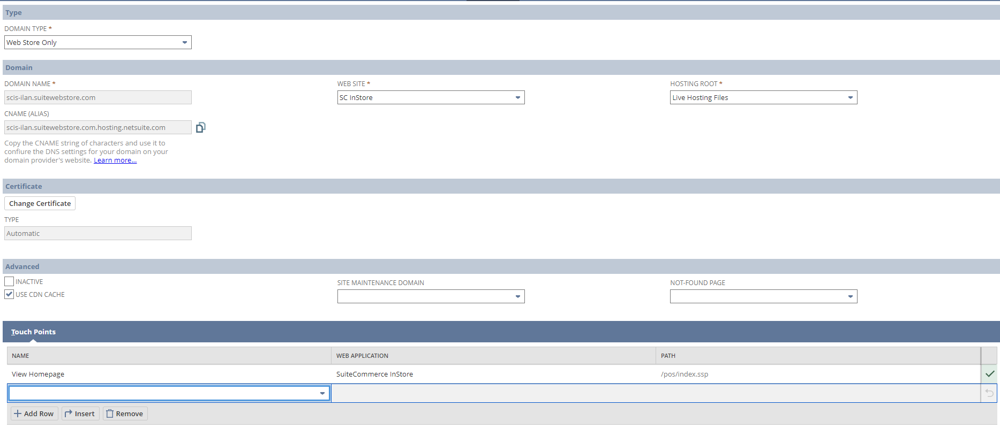 Type
DOMAIN TYPE *
Web Store Only
Domain
DOMAIN NAME *
WEB SITE *
HOSTING ROOT *
scis-ilan.suitewebstore.com
SC InStore
Live Hosting Files
CNAME (ALIAS)
scis-ilan.suitewebstore.com.hosting.netsuite.com
Copy the CNAME string of characters and use it to
confiure the DNS settings for your domain on your
domain provider's website. Learn more...
Certificate
Change Certificate
TYPE
Automatic
Advanced
INACTIVE
SITE MAINTENANCE DOMAIN
NOT-FOUND PAGE
USE CDN CACHE
Touch Points
NAME
WEB APPLICATION
PATH
View Homepage
SuiteCommerce InStore
/pos/index.ssp
Add Row
Insert
Remove